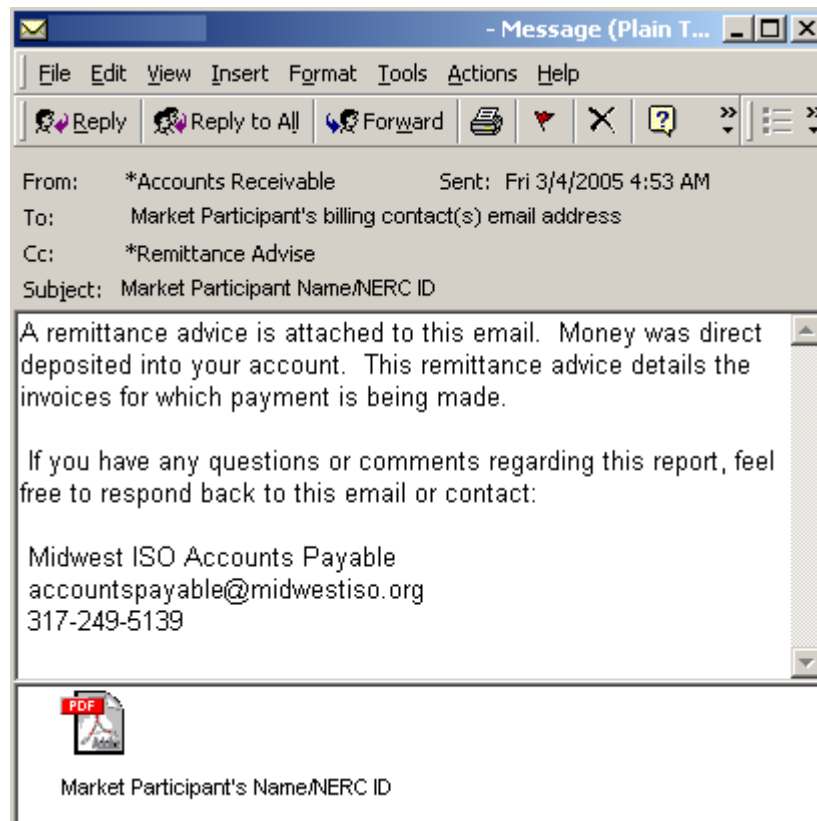 - Message (Plain T...
File Edit View Insert Format Tools Actions Help
Reply Reply to All Forward
From: *Accounts Receivable Sent: Fri 3/4/2005 4:53 AM
To: Market Participant's billing contact(s) email address
Cc: *Remittance Advise
Subject: Market Participant Name/NERC ID
A remittance advice is attached to this email. Money was direct
deposited into your account. This remittance advice details the
invoices for which payment is being made.
If you have any questions or comments regarding this report, feel
free to respond back to this email or contact:
Midwest ISO Accounts Payable
accountspayable@midwestiso.org
317-249-5139
PDF
Adobe
Market Participant's Name/NERC ID